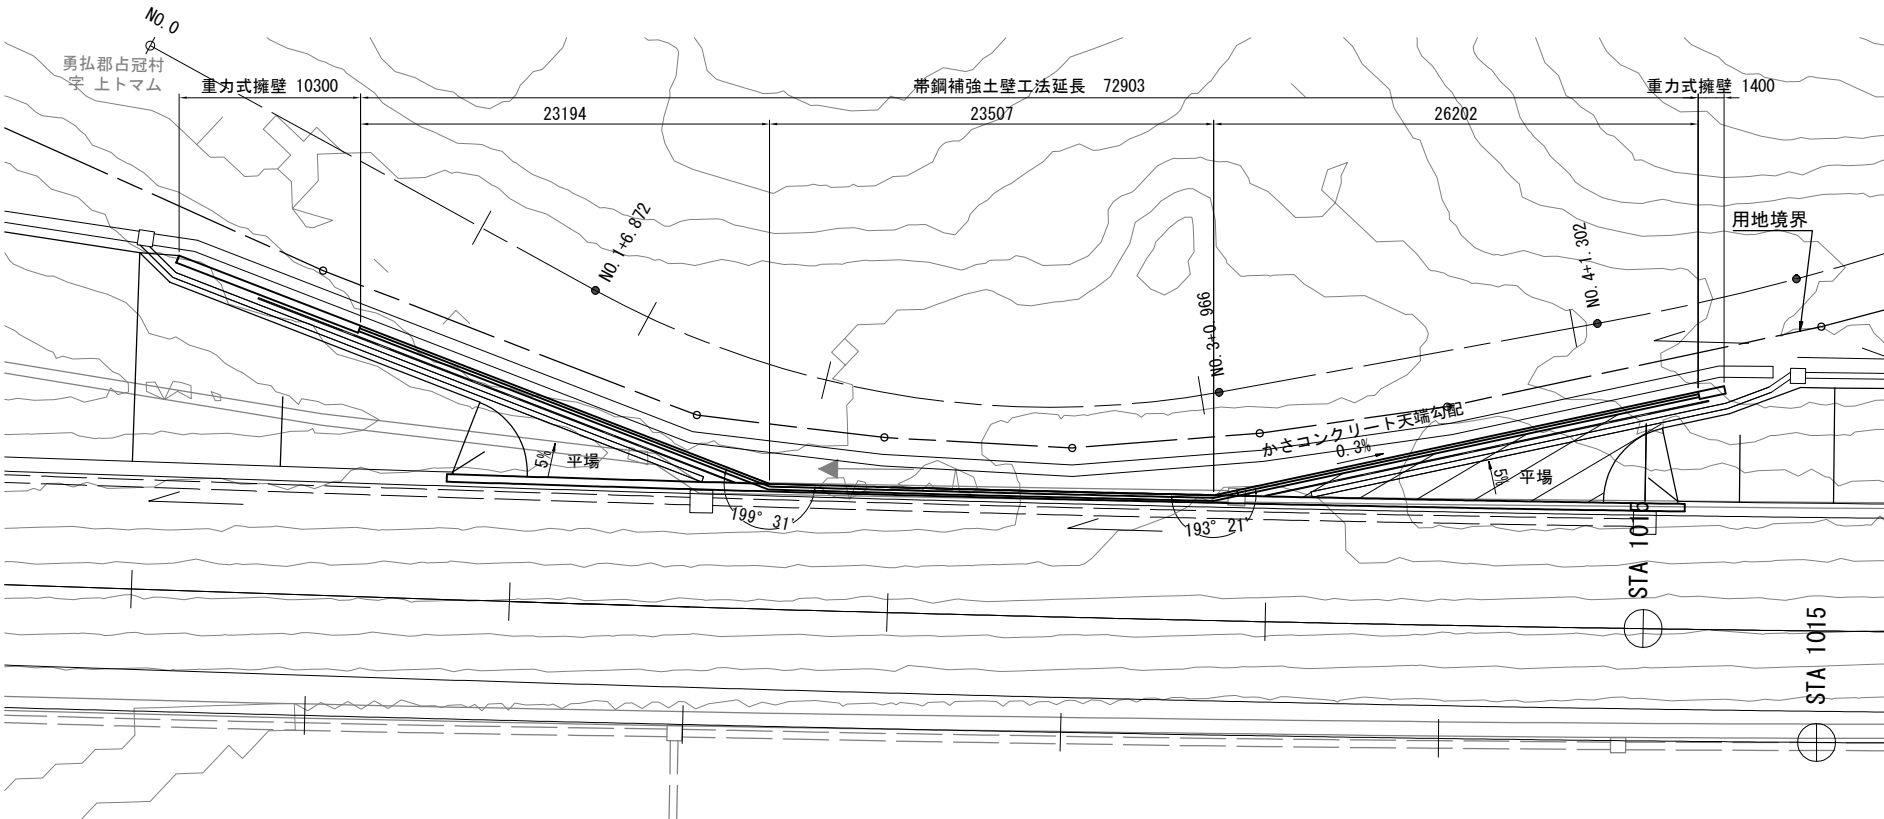 NO. 0
勇払郡占冠村
字 上トマム
重力式擁壁 10300
帯鋼補強土壁工法延長 72903
重力式擁壁 1400
23194
23507
26202
用地境界
NO. 1+6. 872
NO. 4+1. 302
NO. 3+0. 966
かさコンクリート天端勾配
0. 3%
5%
平場
5%
平場
199° 31'
193° 21'
STA 1015
STA 1015